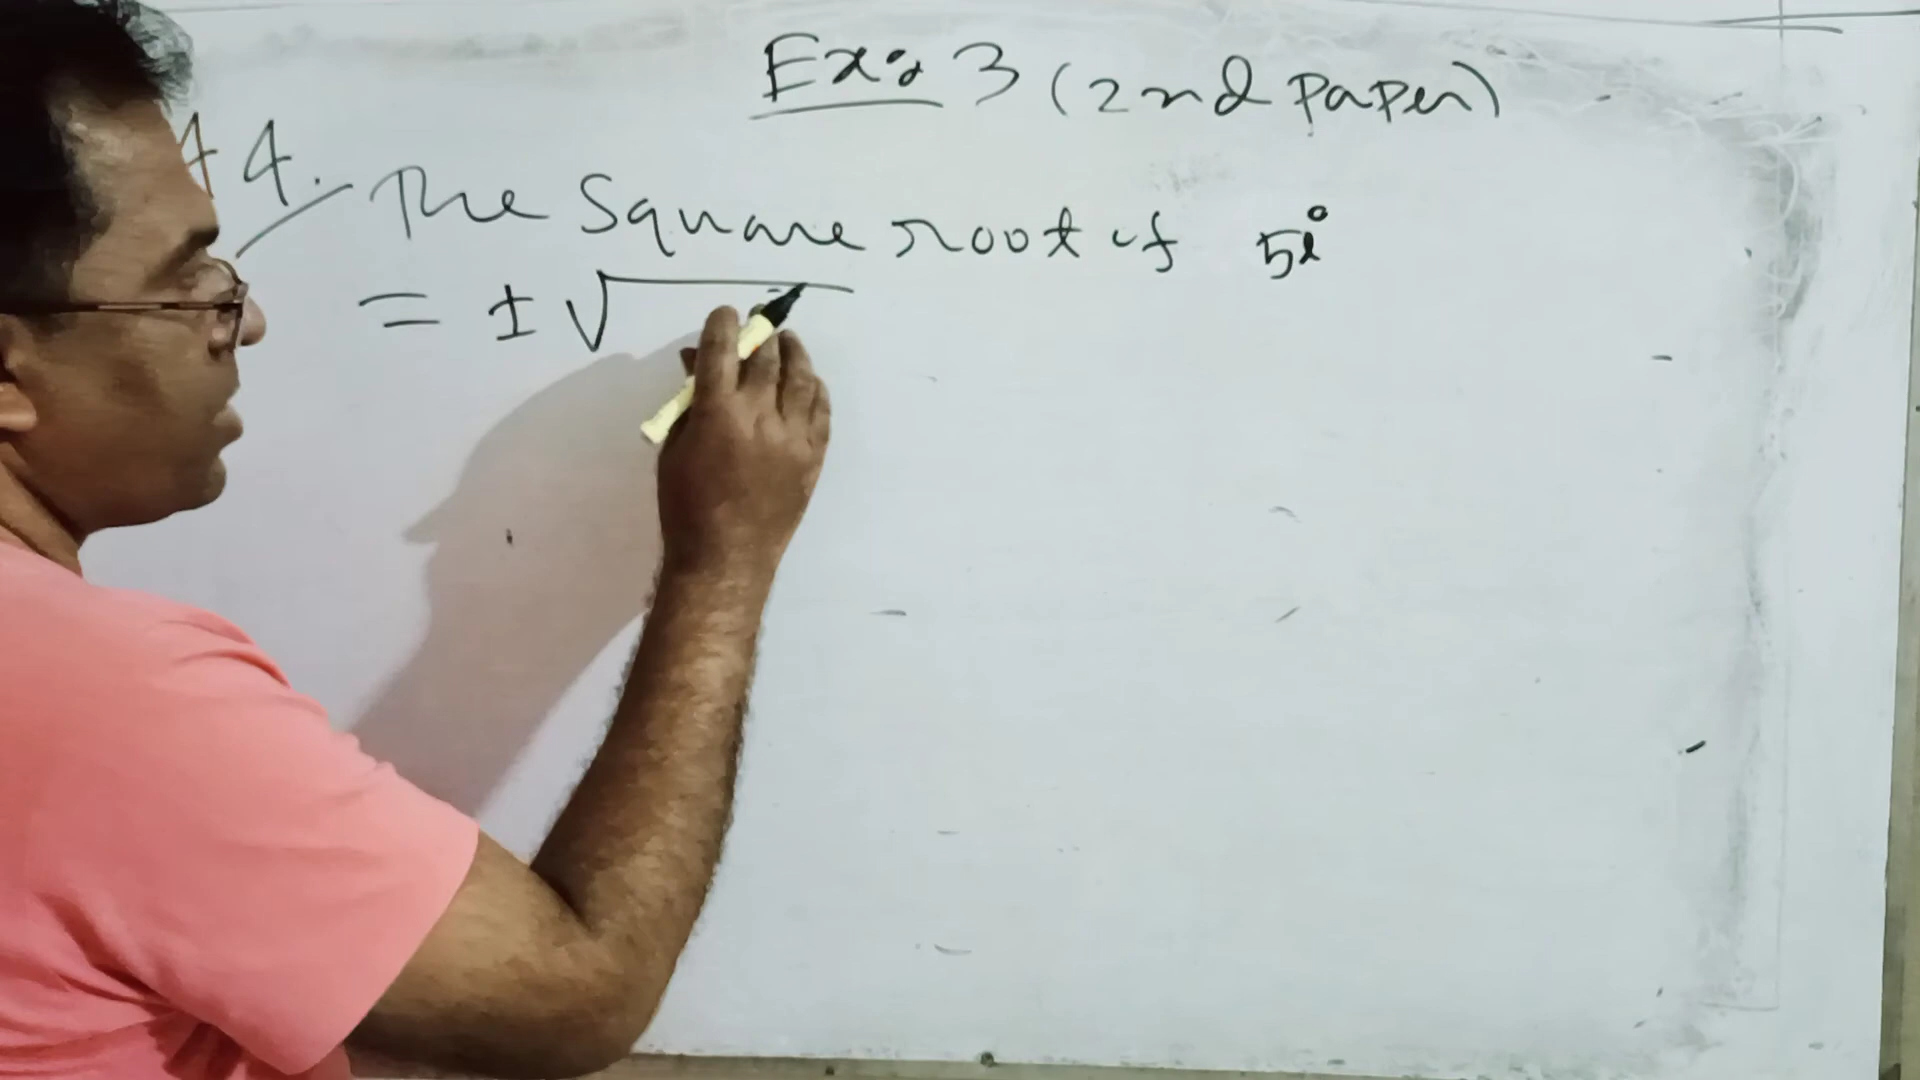 Ex: 3 (2nd Paper)
4. The Square root of 5i
= ± √